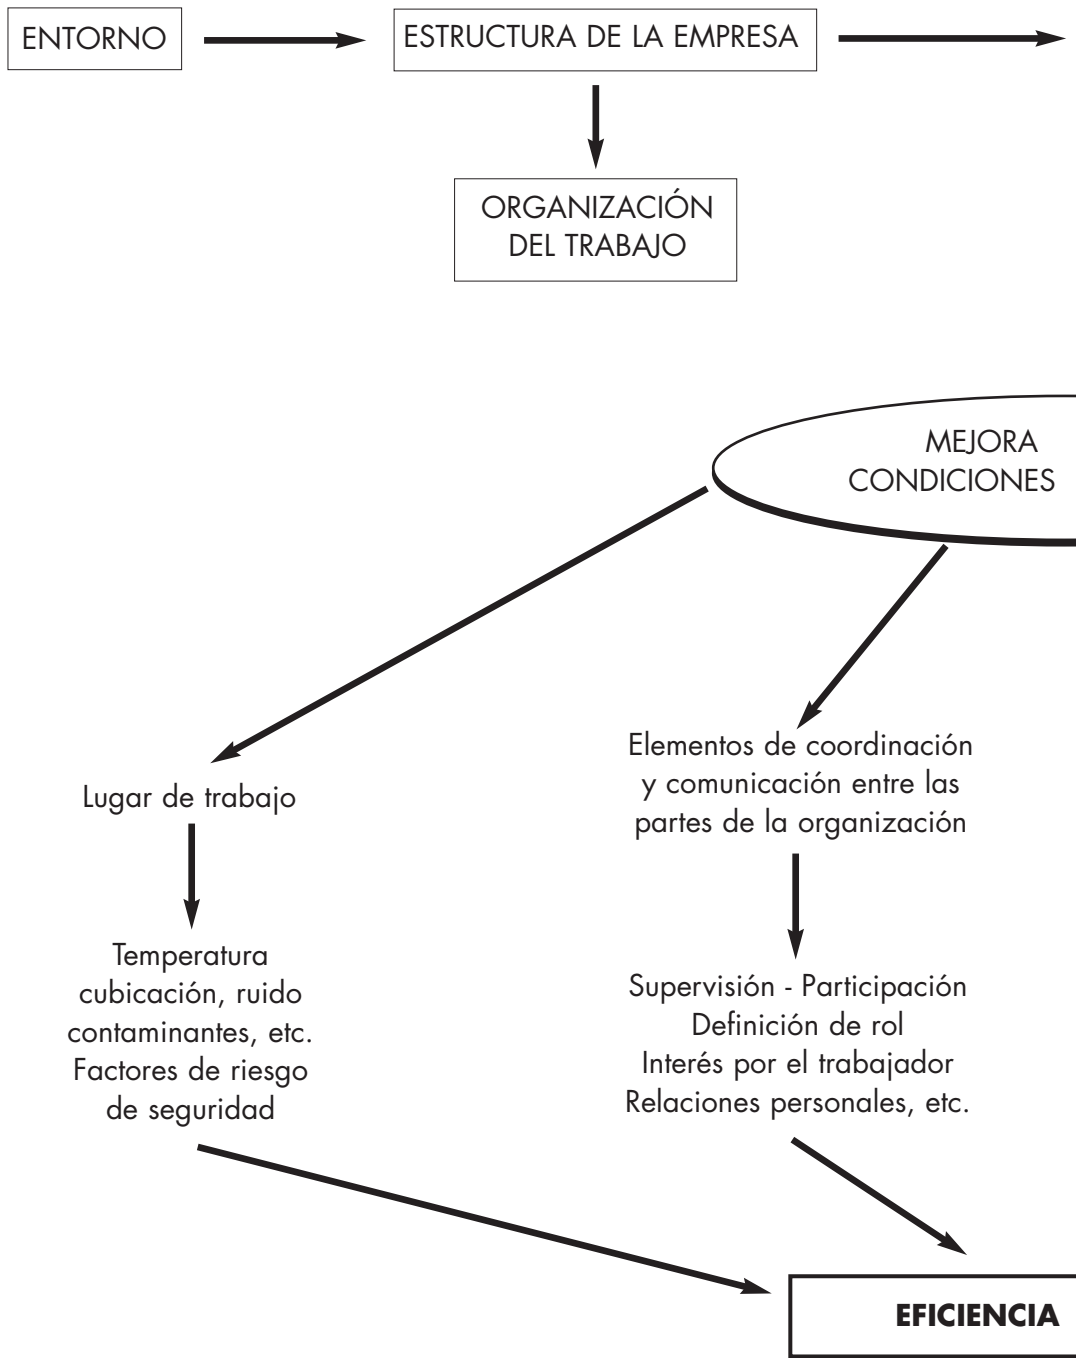 ENTORNO
ESTRUCTURA DE LA EMPRESA
ORGANIZACIÓN
DEL TRABAJO
MEJORA
CONDICIONES
Lugar de trabajo
Temperatura
cubicación, ruido
contaminantes, etc.
Factores de riesgo
de seguridad
Elementos de coordinación
y comunicación entre las
partes de la organización
Supervisión - Participación
Definición de rol
Interés por el trabajador
Relaciones personales, etc.
EFICIENCIA